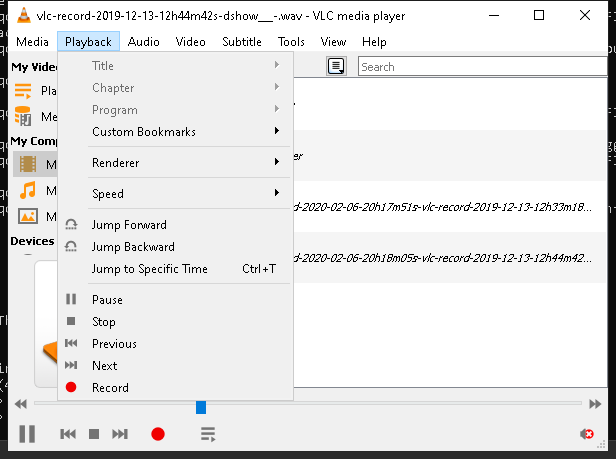 vlc-record-2019-12-13-12h44m42s-dshow___-.wav - VLC media player
Media Playback Audio Video Subtitle Tools View Help
My Video
Search
Title
Pla
Chapter
Me
Program
Custom Bookmarks
My Comp
M
Renderer
er
M
Speed
d-2020-02-06-20h17m51s-vlc-record-2019-12-13-12h33m18...
M
Jump Forward
Devices
Jump Backward
d-2020-02-06-20h18m05s-vlc-record-2019-12-13-12h44m42...
Jump to Specific Time Ctrl+T
Pause
Stop
Previous
Next
Record